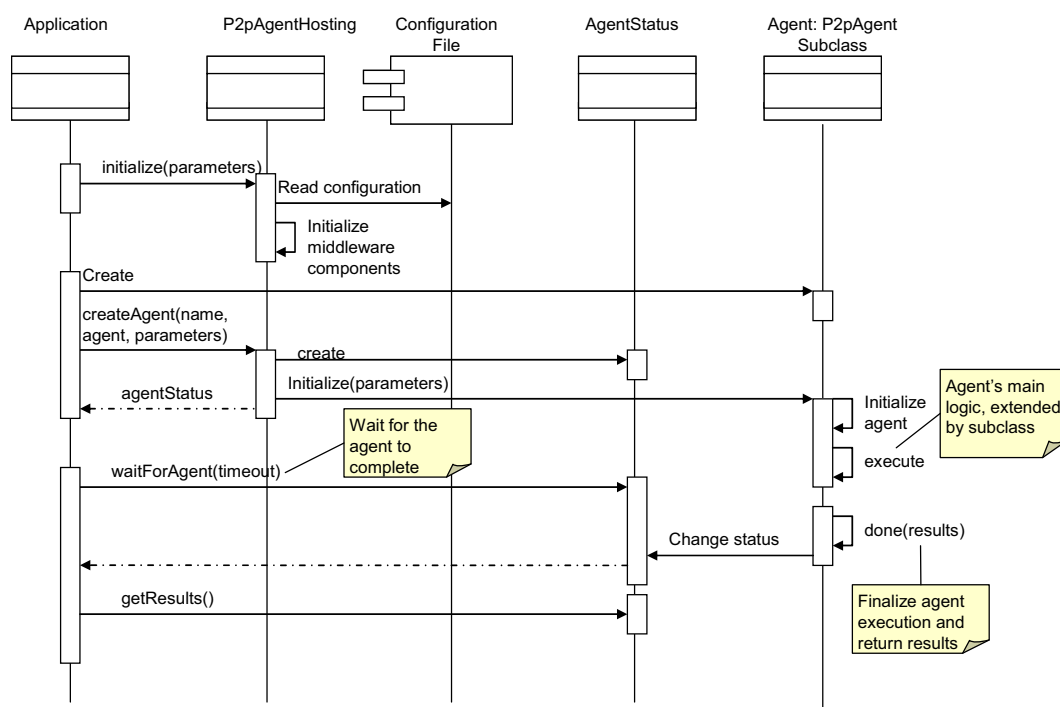 Application
P2pAgentHosting
Configuration
File
AgentStatus
Agent: P2pAgent
Subclass
initialize(parameters)
Read configuration
Initialize
middleware
components
Create
createAgent(name,
agent, parameters)
create
Initialize(parameters)
agentStatus
Initialize
agent
Agent's main
logic, extended
by subclass
Wait for the
agent to
complete
execute
waitForAgent(timeout)
done(results)
Change status
getResults()
Finalize agent
execution and
return results